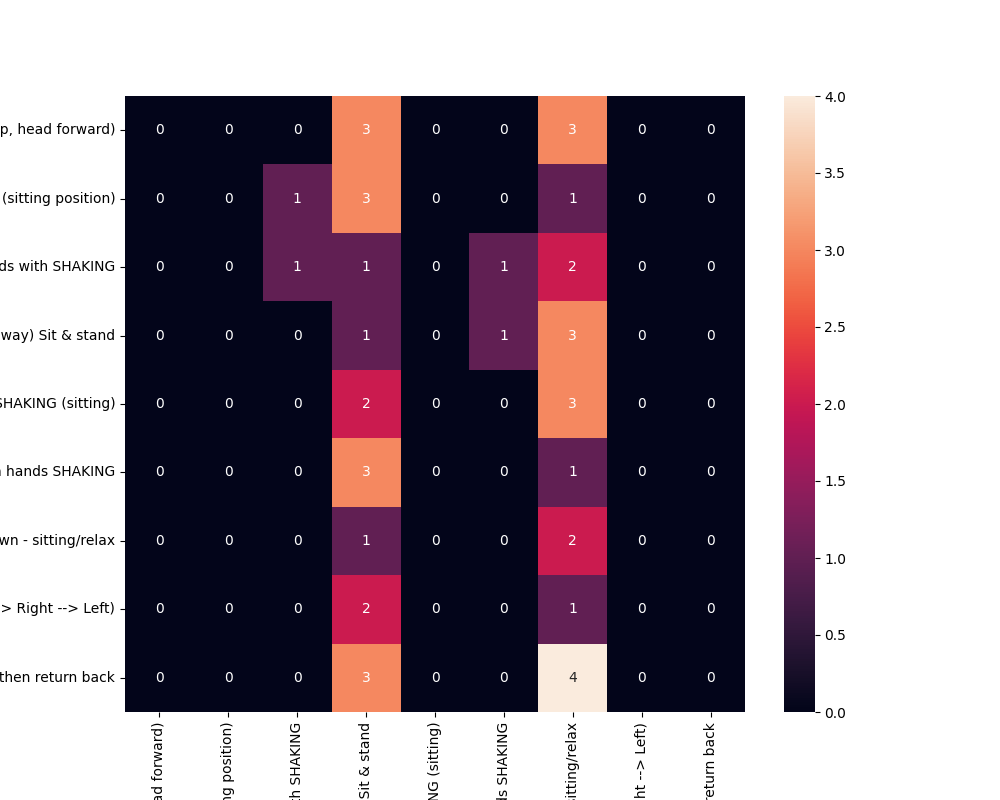 p, head forward) 0 0 0 3 0 0 3 0 0
(sitting position) 0 0 1 3 0 0 1 0 0
ds with SHAKING 0 0 1 1 0 1 2 0 0
way) Sit & stand 0 0 0 1 0 1 3 0 0
SHAKING (sitting) 0 0 0 2 0 0 3 0 0
hands SHAKING 0 0 0 3 0 0 1 0 0
wn - sitting/relax 0 0 0 1 0 0 2 0 0
> Right --> Left) 0 0 0 2 0 0 1 0 0
then return back 0 0 0 3 0 0 4 0 0
ad forward)
ng position)
th SHAKING
Sit & stand
NG (sitting)
ds SHAKING
sitting/relax
ht --> Left)
return back
4.0
3.5
3.0
2.5
2.0
1.5
1.0
0.5
0.0